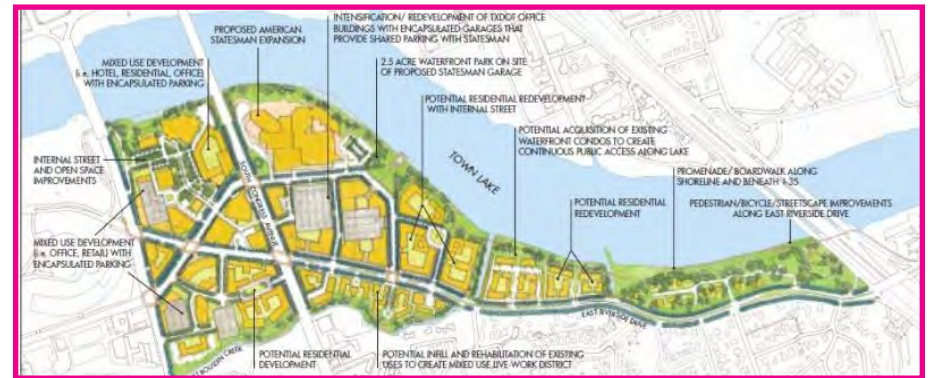 PROPOSED AMERICAN
STATESMAN EXPANSION
INTENSIFICATION/ REDEVELOPMENT OF TXDOT OFFICE
BUILDINGS WITH ENCAPSULATED GARAGES THAT
PROVIDE SHARED PARKING WITH STATESMAN
MIXED USE DEVELOPMENT
(i.e. HOTEL, RESIDENTIAL, OFFICE)
WITH ENCAPSULATED PARKING
2.5 ACRE WATERFRONT PARK ON SITE
OF PROPOSED STATESMAN GARAGE
POTENTIAL RESIDENTIAL REDEVELOPMENT
WITH INTERNAL STREET
POTENTIAL ACQUISITION OF EXISTING
WATERFRONT CONDOS TO CREATE
CONTINUOUS PUBLIC ACCESS ALONG LAKE
INTERNAL STREET
AND OPEN SPACE
IMPROVEMENTS
SOUTH CONGRESS AVENUE
TOWN LAKE
PROMENADE/ BOARDWALK ALONG
SHORELINE AND BENEATH I-35
POTENTIAL RESIDENTIAL
REDEVELOPMENT
PEDESTRIAN/BICYCLE/STREETSCAPE IMPROVEMENTS
ALONG EAST RIVERSIDE DRIVE
MIXED USE DEVELOPMENT
(i.e. OFFICE, RETAIL) WITH
ENCAPSULATED PARKING
EAST RIVERSIDE DRIVE
BOULDIN CREEK
POTENTIAL RESIDENTIAL
DEVELOPMENT
POTENTIAL INFILL AND REHABILITATION OF EXISTING
USES TO CREATE MIXED USE LIVE-WORK DISTRICT